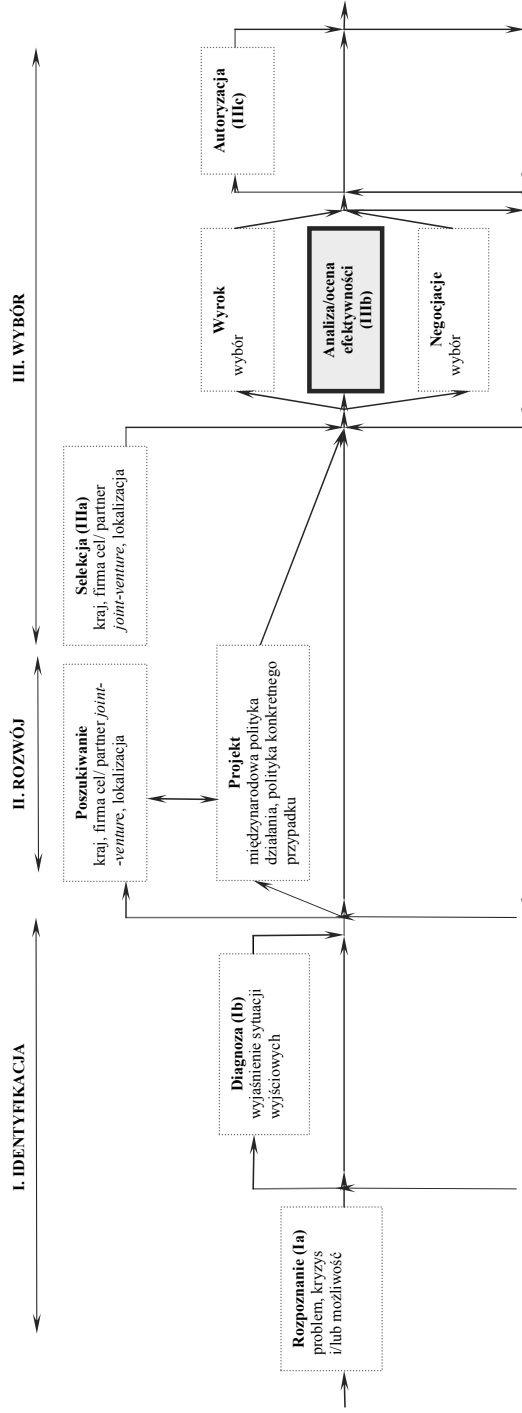 I. IDENTYFIKACJA
II. ROZWÓJ
III. WYBÓR
Rozpoznanie (Ia)
problem, kryzys
i/lub możliwość
Diagnoza (Ib)
wyjaśnienie sytuacji
wyjściowych
Poszukiwanie
kraj, firma cel/ partner joint-
-venture, lokalizacja
Projekt
międzynarodowa polityka
działania, polityka konkretnego
przypadku
Selekcja (IIIa)
kraj, firma cel/ partner
joint-venture, lokalizacja
Wyrok
wybór
Analiza/ocena
efektywności
(IIIb)
Negocjacje
wybór
Autoryzacja
(IIIc)